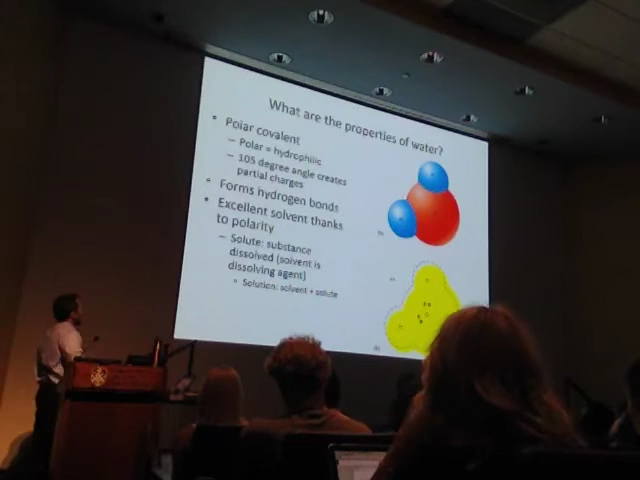 What are the properties of water?
• Polar covalent
– Polar = hydrophilic
– 105 degree angle creates
partial charges
• Forms hydrogen bonds
• Excellent solvent thanks
to polarity
– Solute: substance
dissolved (solvent is
dissolving agent)
• Solution: solvent + solute